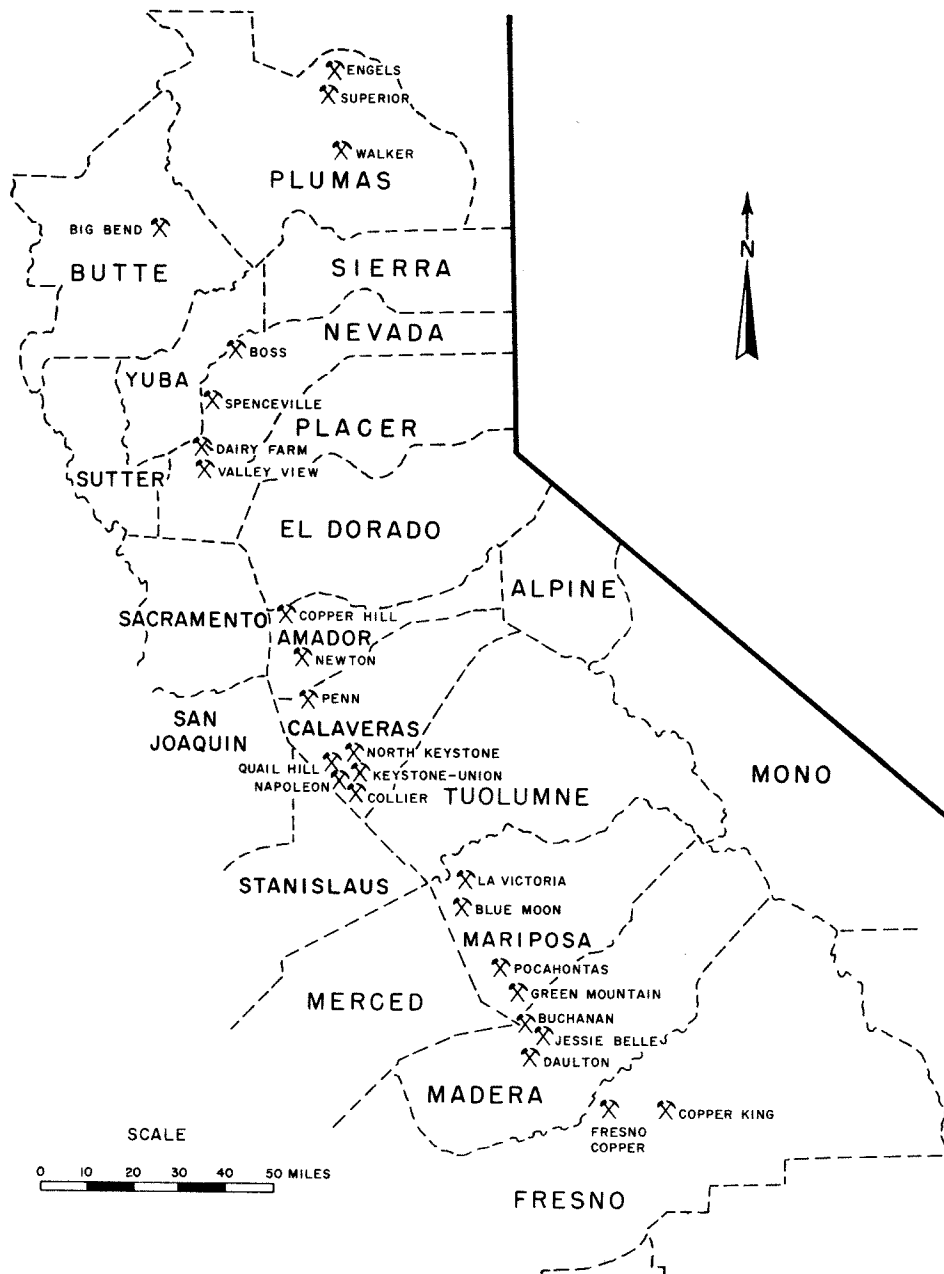 ENGELS
SUPERIOR
WALKER
PLUMAS
BIG BEND
N
BUTTE
SIERRA
NEVADA
BOSS
YUBA
SPENCEVILLE
PLACER
DAIRY FARM
SUTTER
VALLEY VIEW
EL DORADO
ALPINE
SACRAMENTO
COPPER HILL
AMADOR
NEWTON
PENN
SAN
JOAQUIN
CALAVERAS
NORTH KEYSTONE
QUAIL HILL
KEYSTONE-UNION
MONO
NAPOLEON
COLLIER
TUOLUMNE
LA VICTORIA
STANISLAUS
BLUE MOON
MARIPOSA
POCAHONTAS
GREEN MOUNTAIN
MERCED
BUCHANAN
JESSIE BELLE
DAULTON
MADERA
COPPER KING
FRESNO
COPPER
SCALE
0 10 20 30 40 50 MILES
FRESNO